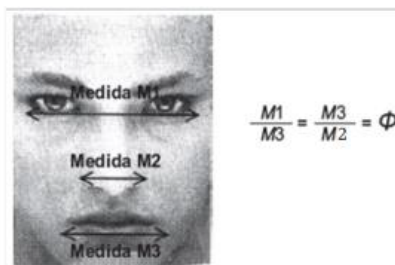 Medida M1
Medida M2
Medida M3
M1/M3 = M3/M2 = Φ